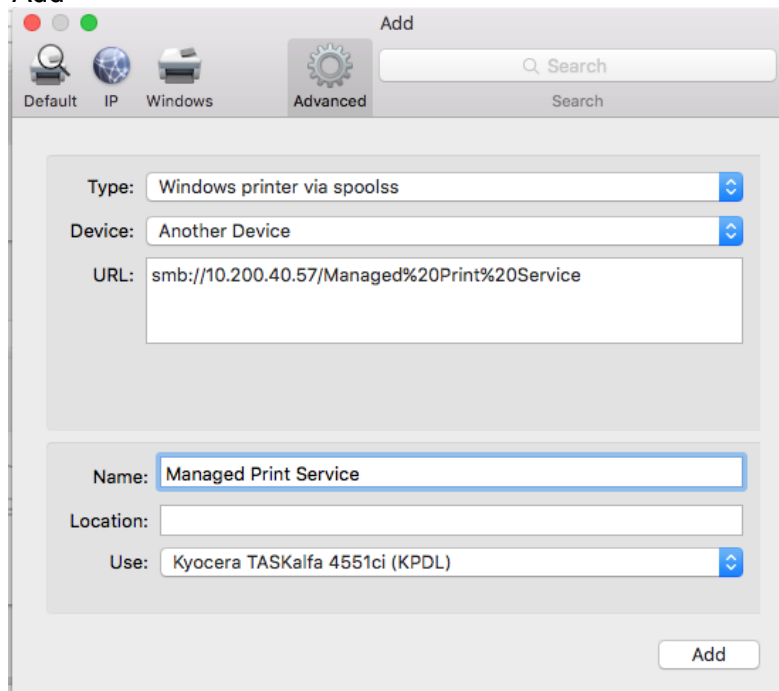 Add
Add
Search
Default IP Windows Advanced Search
Type: Windows printer via spoolss
Device: Another Device
URL: smb://10.200.40.57/Managed%20Print%20Service
Name: Managed Print Service
Location:
Use: Kyocera TASKalfa 4551ci (KPDL)
Add